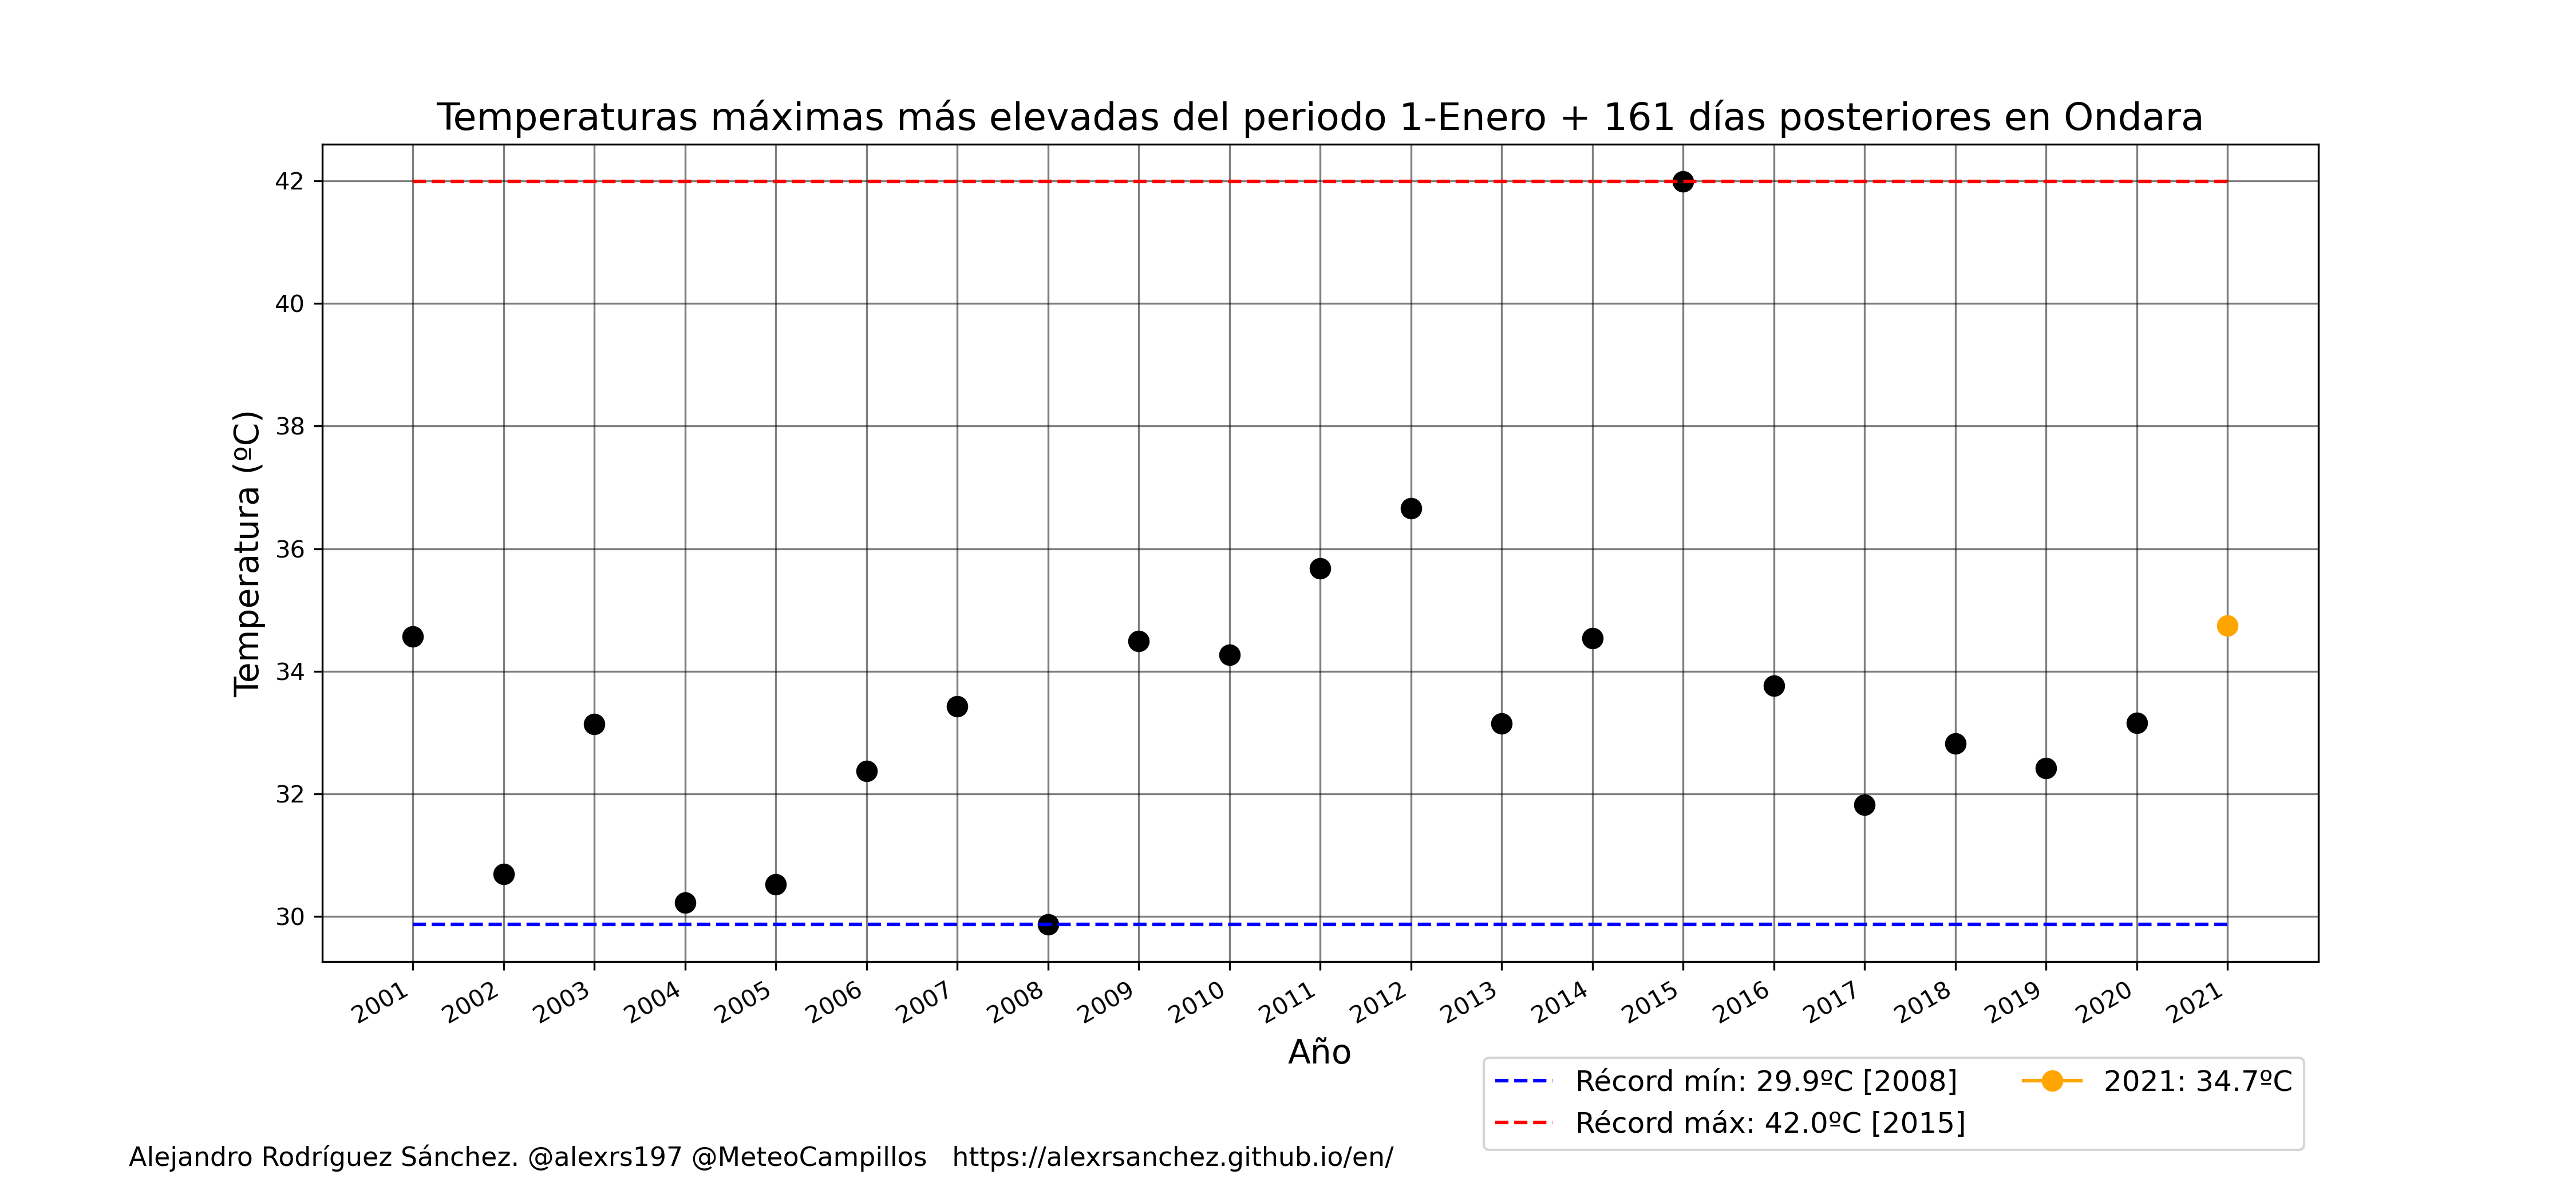 Temperaturas máximas más elevadas del periodo 1-Enero + 161 días posteriores en Ondara
Temperatura (ºC)
42
40
38
36
34
32
30
2001 2002 2003 2004 2005 2006 2007 2008 2009 2010 2011 2012 2013 2014 2015 2016 2017 2018 2019 2020 2021
Año
Récord mín: 29.9ºC [2008]
Récord máx: 42.0ºC [2015]
2021: 34.7ºC
Alejandro Rodríguez Sánchez. @alexrs197 @MeteoCampillos https://alexrsanchez.github.io/en/